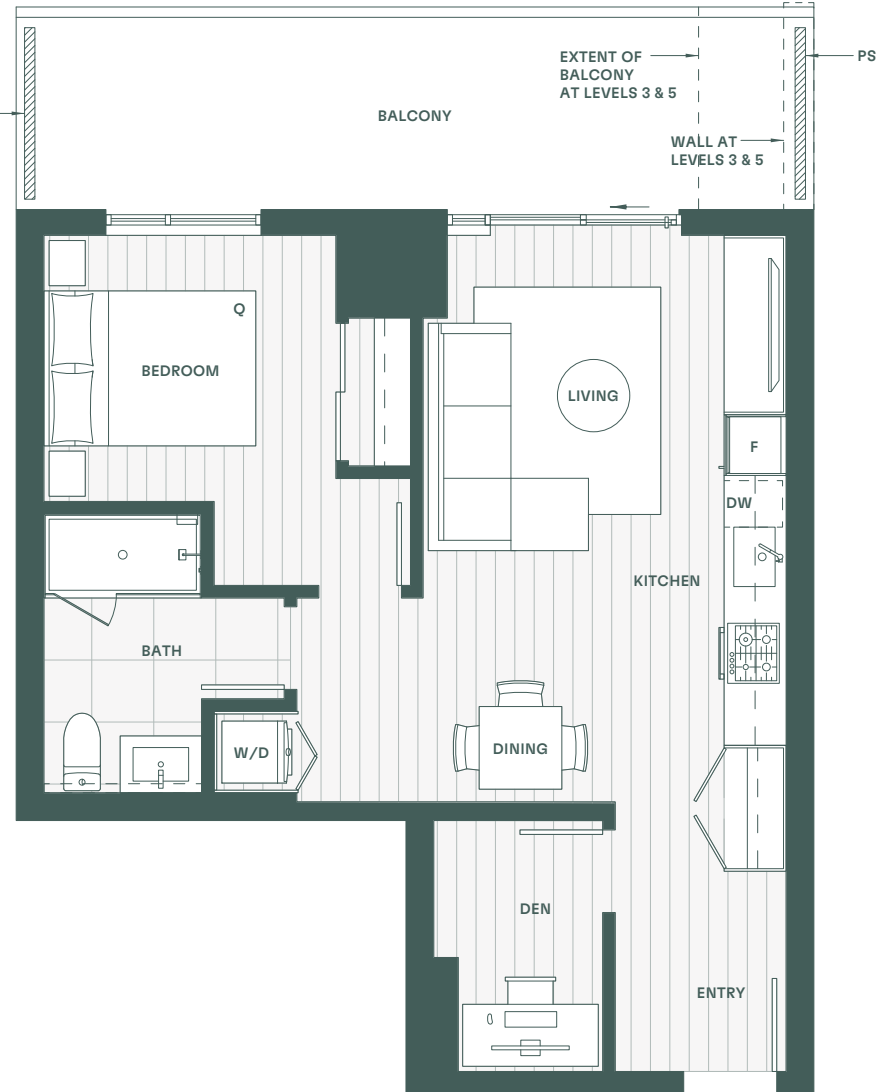 EXTENT OF
BALCONY
AT LEVELS 3 & 5
PS
BALCONY
WALL AT
LEVELS 3 & 5
Q
BEDROOM
LIVING
F
DW
KITCHEN
BATH
W/D
DINING
DEN
ENTRY